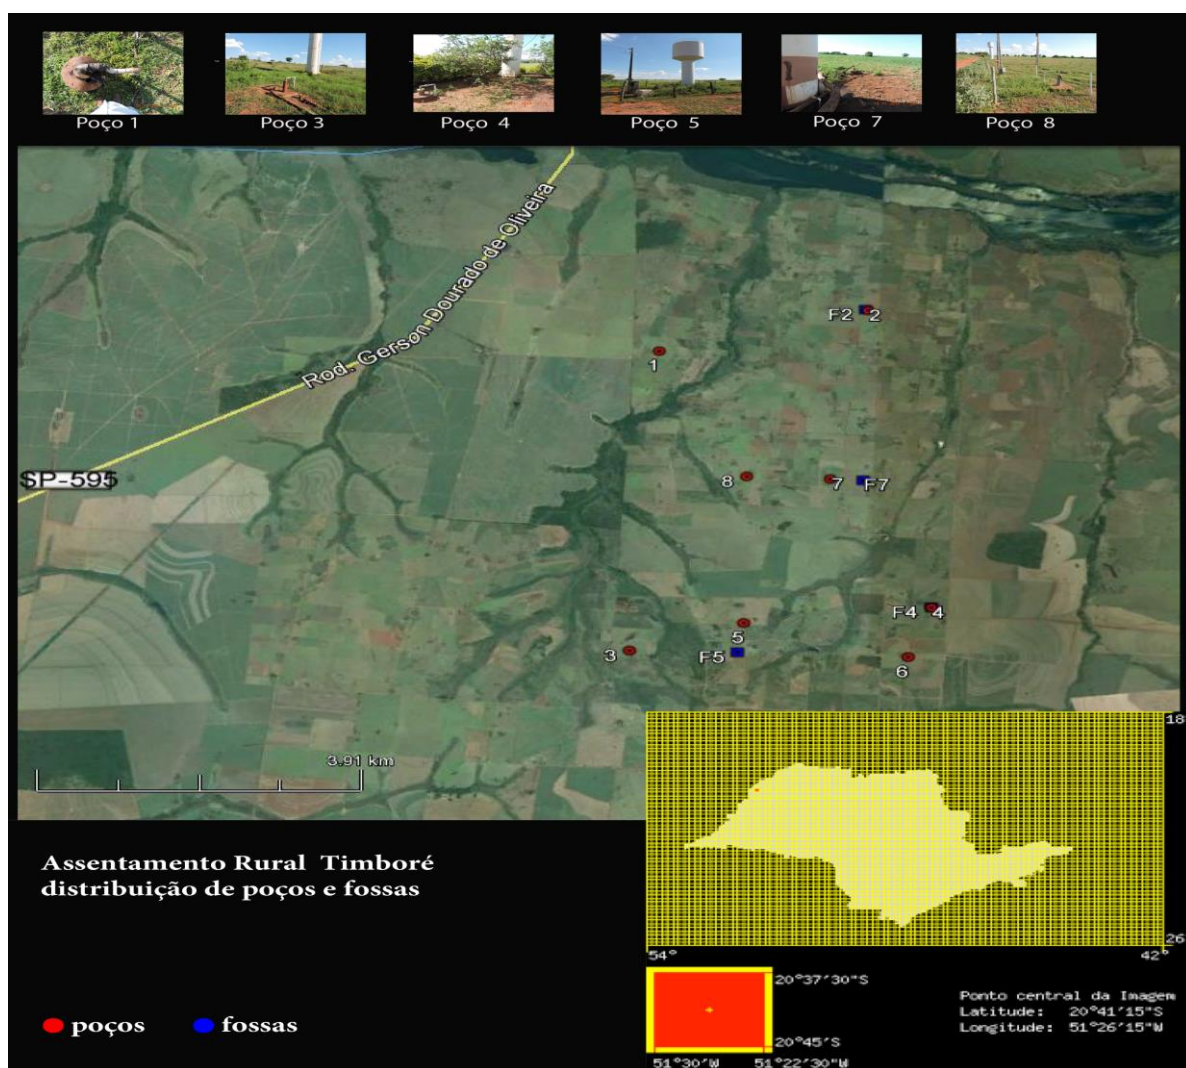 Poço 1
Poço 3
Poço 4
Poço 5
Poço 7
Poço 8
Rod. Gerson Dourado de Oliveira
F2 2
1
SP-595
8
7 F7
F4 4
5
3
F5
6
3.91 km
18
26
54° 42°
Assentamento Rural Timboré
distribuição de poços e fossas
poços fossas
20°37'30"S
20°45'S
51°30'W 51°22'30"W
Ponto central da Imagem
Latitude: 20°41'15"S
Longitude: 51°26'15"W